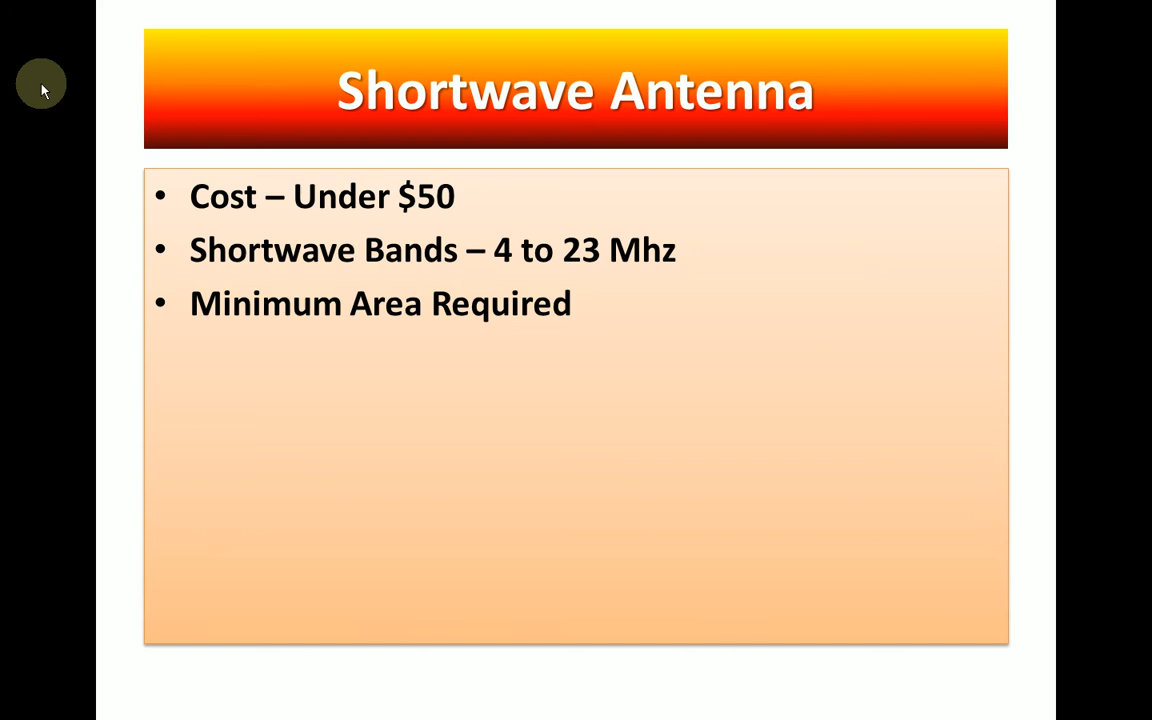 Shortwave Antenna
• Cost – Under $50
• Shortwave Bands – 4 to 23 Mhz
• Minimum Area Required